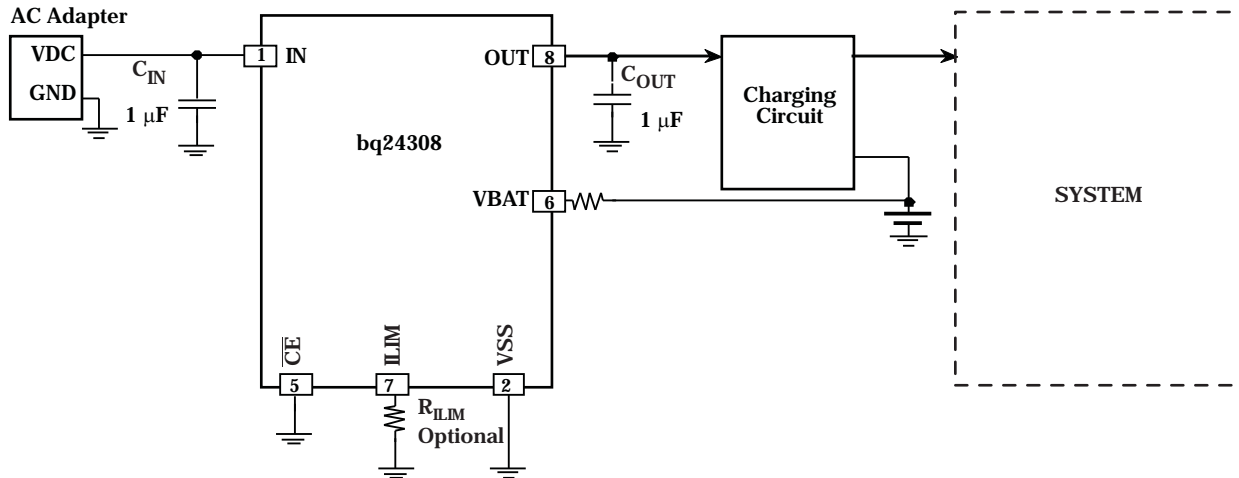 AC Adapter
VDC
GND
C_IN
1 μF
1
IN
bq24308
OUT
8
C_OUT
1 μF
Charging
Circuit
VBAT
6
SYSTEM
CE
ILIM
VSS
5
7
2
R_ILIM
Optional